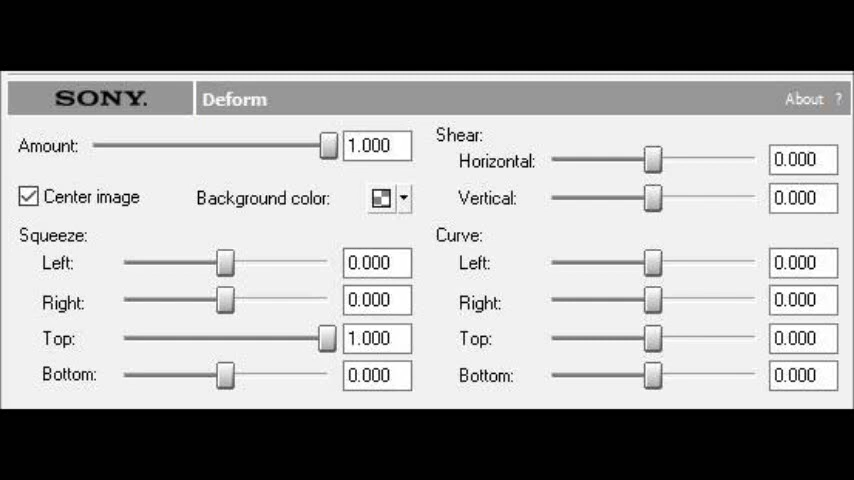 SONY. Deform About ?
Amount: 1.000
Center image Background color:
Squeeze:
Left: 0.000
Right: 0.000
Top: 1.000
Bottom: 0.000
Shear:
Horizontal: 0.000
Vertical: 0.000
Curve:
Left: 0.000
Right: 0.000
Top: 0.000
Bottom: 0.000